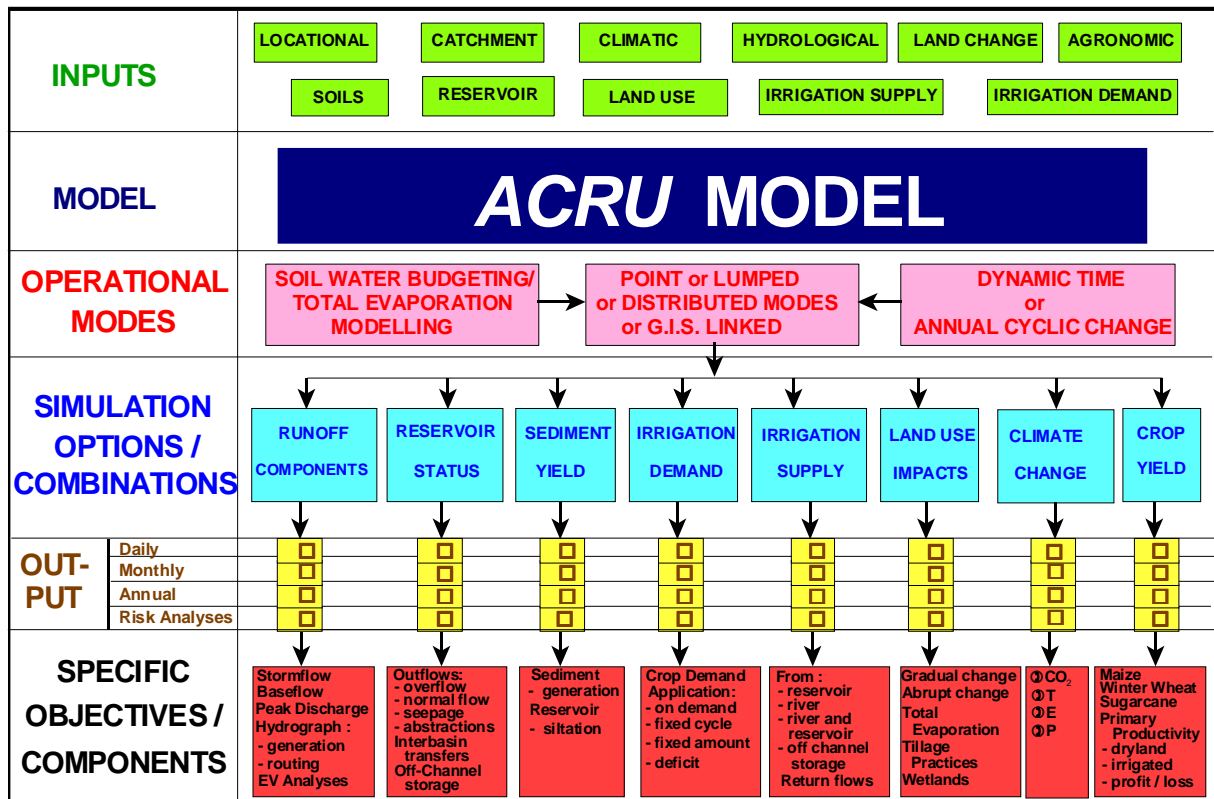 INPUTS
LOCATIONAL
CATCHMENT
CLIMATIC
HYDROLOGICAL
LAND CHANGE
AGRONOMIC
SOILS
RESERVOIR
LAND USE
IRRIGATION SUPPLY
IRRIGATION DEMAND
MODEL
ACRU MODEL
OPERATIONAL
MODES
SOIL WATER BUDGETING/
TOTAL EVAPORATION
MODELLING
POINT or LUMPED
or DISTRIBUTED MODES
or G.I.S. LINKED
DYNAMIC TIME
or
ANNUAL CYCLIC CHANGE
SIMULATION
OPTIONS /
COMBINATIONS
RUNOFF
COMPONENTS
RESERVOIR
STATUS
SEDIMENT
YIELD
IRRIGATION
DEMAND
IRRIGATION
SUPPLY
LAND USE
IMPACTS
CLIMATE
CHANGE
CROP
YIELD
OUT-
PUT
Daily
Monthly
Annual
Risk Analyses
SPECIFIC
OBJECTIVES /
COMPONENTS
Stormflow
Baseflow
Peak Discharge
Hydrograph :
- generation
- routing
EV Analyses
Outflows:
- overflow
- normal flow
- seepage
- abstractions
Interbasin
transfers
Off-Channel
storage
Sediment
- generation
Reservoir
- siltation
Crop Demand
Application:
- on demand
- fixed cycle
- fixed amount
- deficit
From :
- reservoir
- river
- river and
reservoir
- off channel
storage
Return flows
Gradual change
Abrupt change
Total
Evaporation
Tillage
Practices
Wetlands
CO₂
T
E
P
Maize
Winter Wheat
Sugarcane
Primary
Productivity
- dryland
- irrigated
- profit / loss